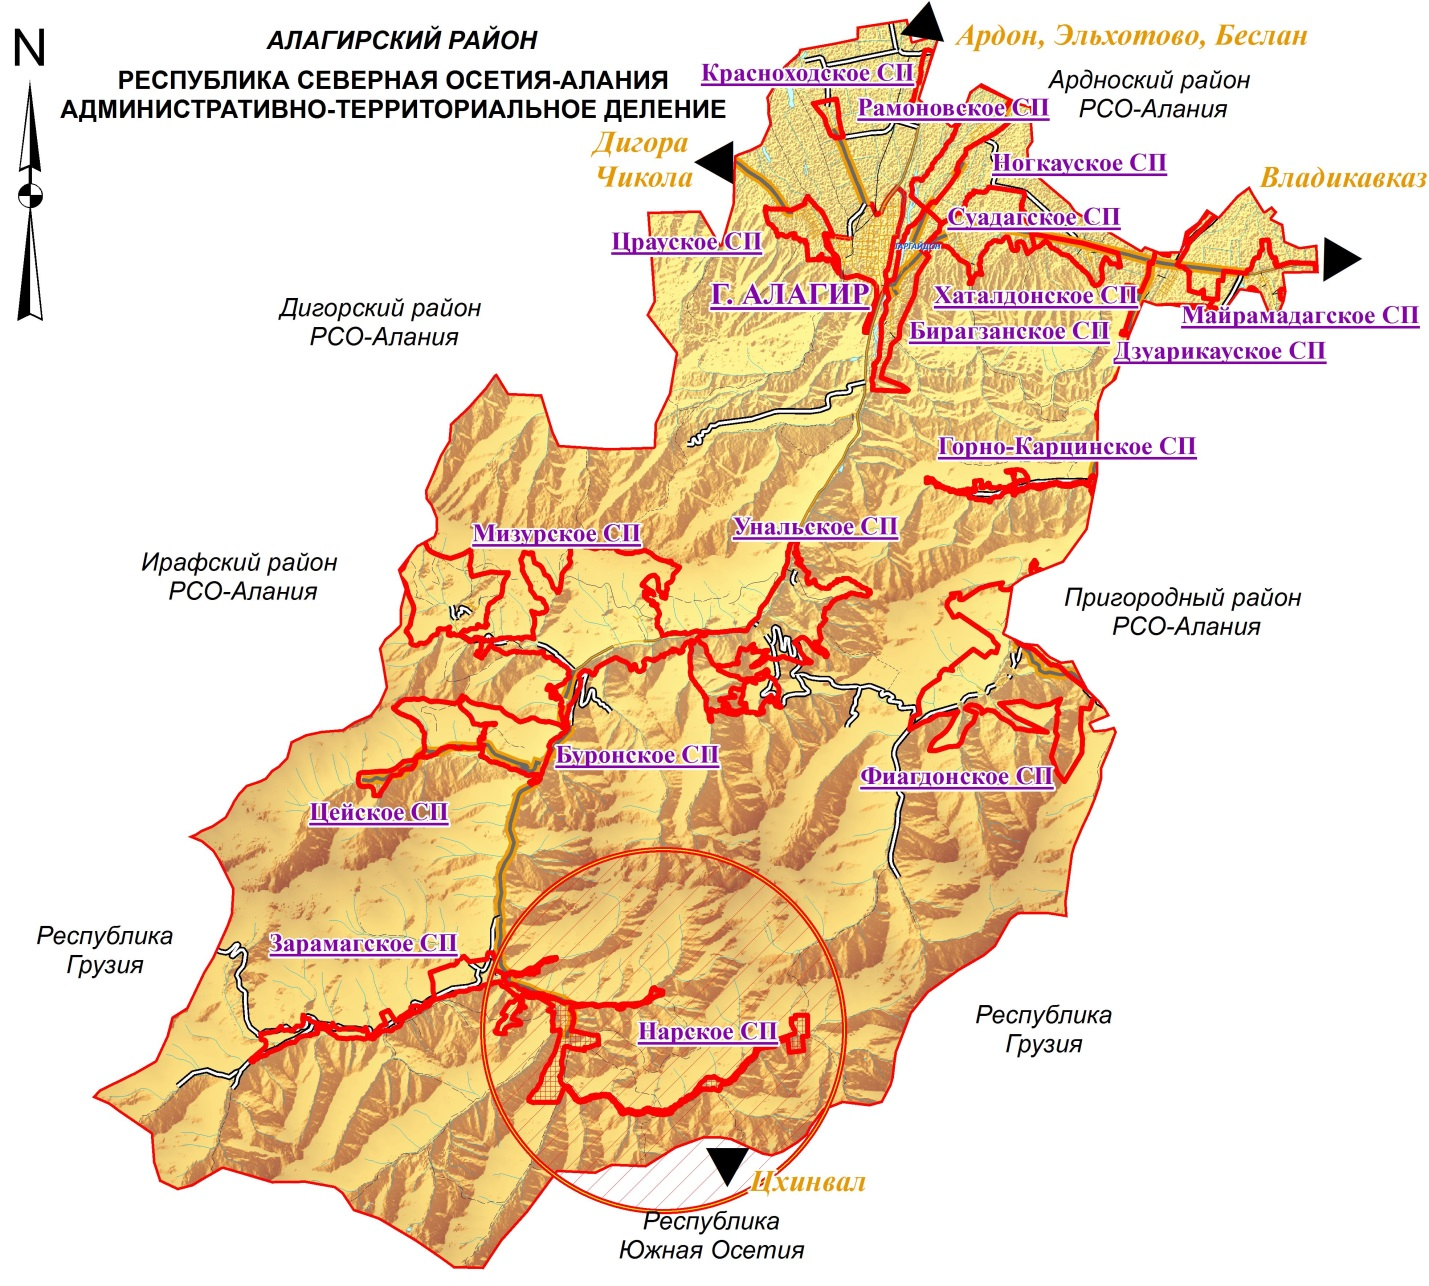 N
АЛАГИРСКИЙ РАЙОН
РЕСПУБЛИКА СЕВЕРНАЯ ОСЕТИЯ-АЛАНИЯ
АДМИНИСТРАТИВНО-ТЕРРИТОРИАЛЬНОЕ ДЕЛЕНИЕ
Ардон, Эльхотово, Беслан
Красноходское СП
Ардноский район
РСО-Алания
Рамоновское СП
Дигора
Чикола
Ногкауское СП
Владикавказ
Суадагское СП
Црауское СП
Г. АЛАГИР
Хаталдонское СП
Дигорский район
РСО-Алания
Майрамадагское СП
Бирагзанское СП
Дзуарикауское СП
Горно-Карцинское СП
Мизурское СП
Унальское СП
Ирафский район
РСО-Алания
Пригородный район
РСО-Алания
Буронское СП
Фиагдонское СП
Цейское СП
Республика
Грузия
Зарамагское СП
Республика
Грузия
Нарское СП
Цхинвал
Республика
Южная Осетия